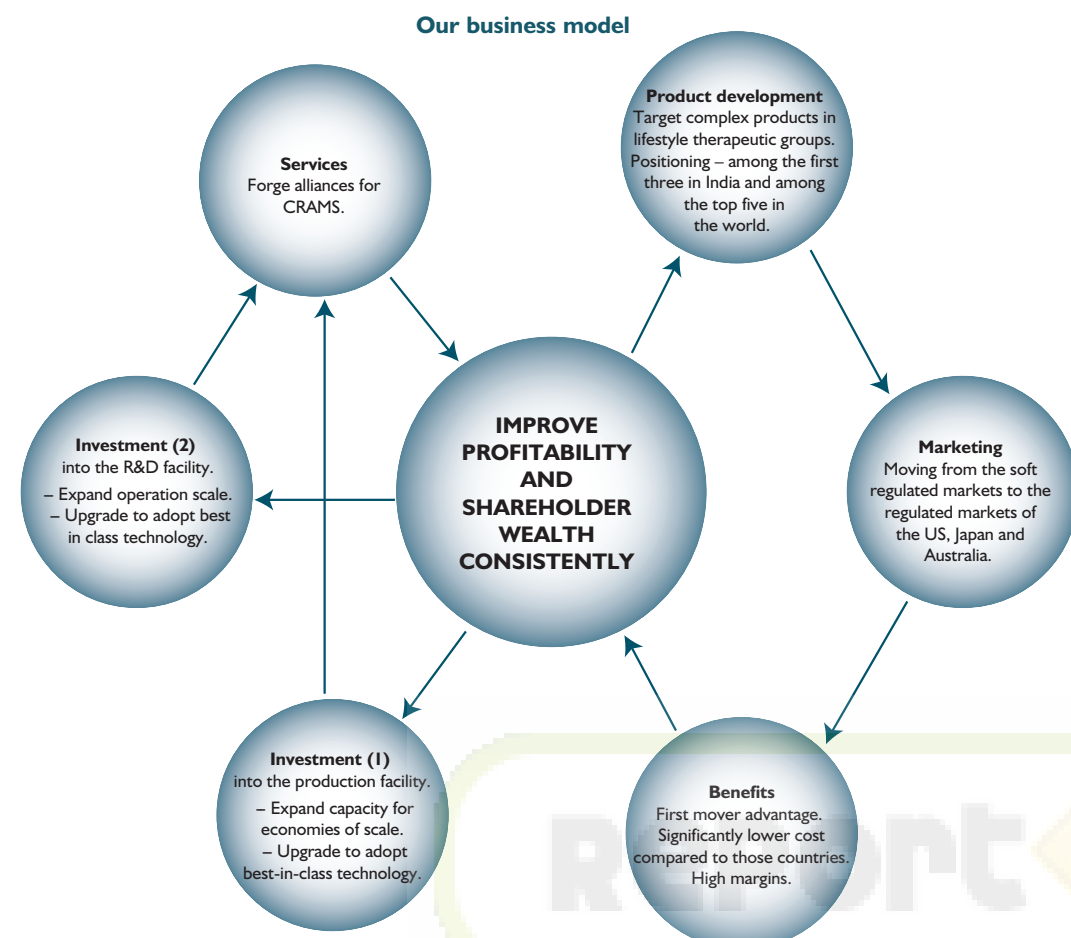 Our business model
Product development
Target complex products in
lifestyle therapeutic groups.
Positioning – among the first
three in India and among
the top five in
the world.
Services
Forge alliances for
CRAMS.
Investment (2)
into the R&D facility.
– Expand operation scale.
– Upgrade to adopt best
in class technology.
IMPROVE
PROFITABILITY
AND
SHAREHOLDER
WEALTH
CONSISTENTLY
Marketing
Moving from the soft
regulated markets to the
regulated markets of
the US, Japan and
Australia.
Investment (1)
into the production facility.
– Expand capacity for
economies of scale.
– Upgrade to adopt
best-in-class technology.
Benefits
First mover advantage.
Significantly lower cost
compared to those countries.
High margins.
Report